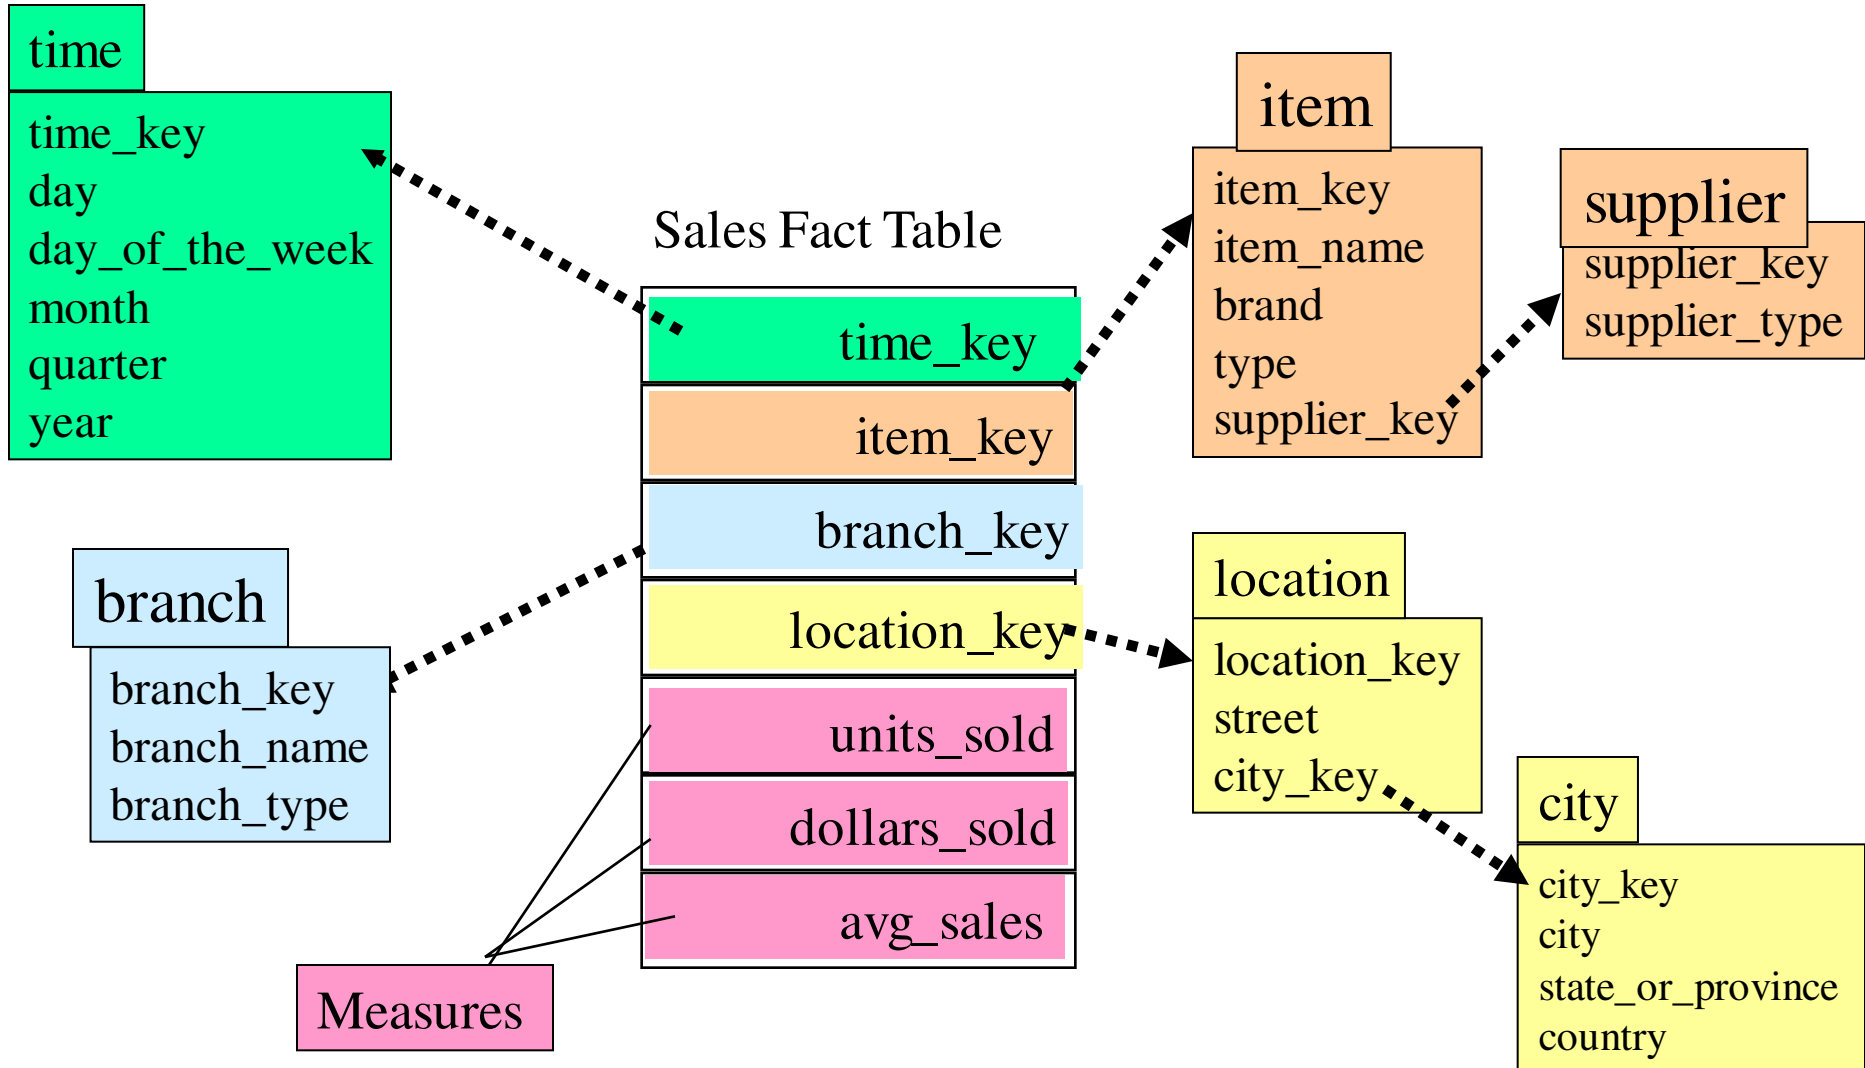 time
time_key
day
day_of_the_week
month
quarter
year
branch
branch_key
branch_name
branch_type
Sales Fact Table
time_key
item_key
branch_key
location_key
units_sold
dollars_sold
avg_sales
Measures
item
item_key
item_name
brand
type
supplier_key
supplier
supplier_key
supplier_type
location
location_key
street
city_key
city
city_key
city
state_or_province
country